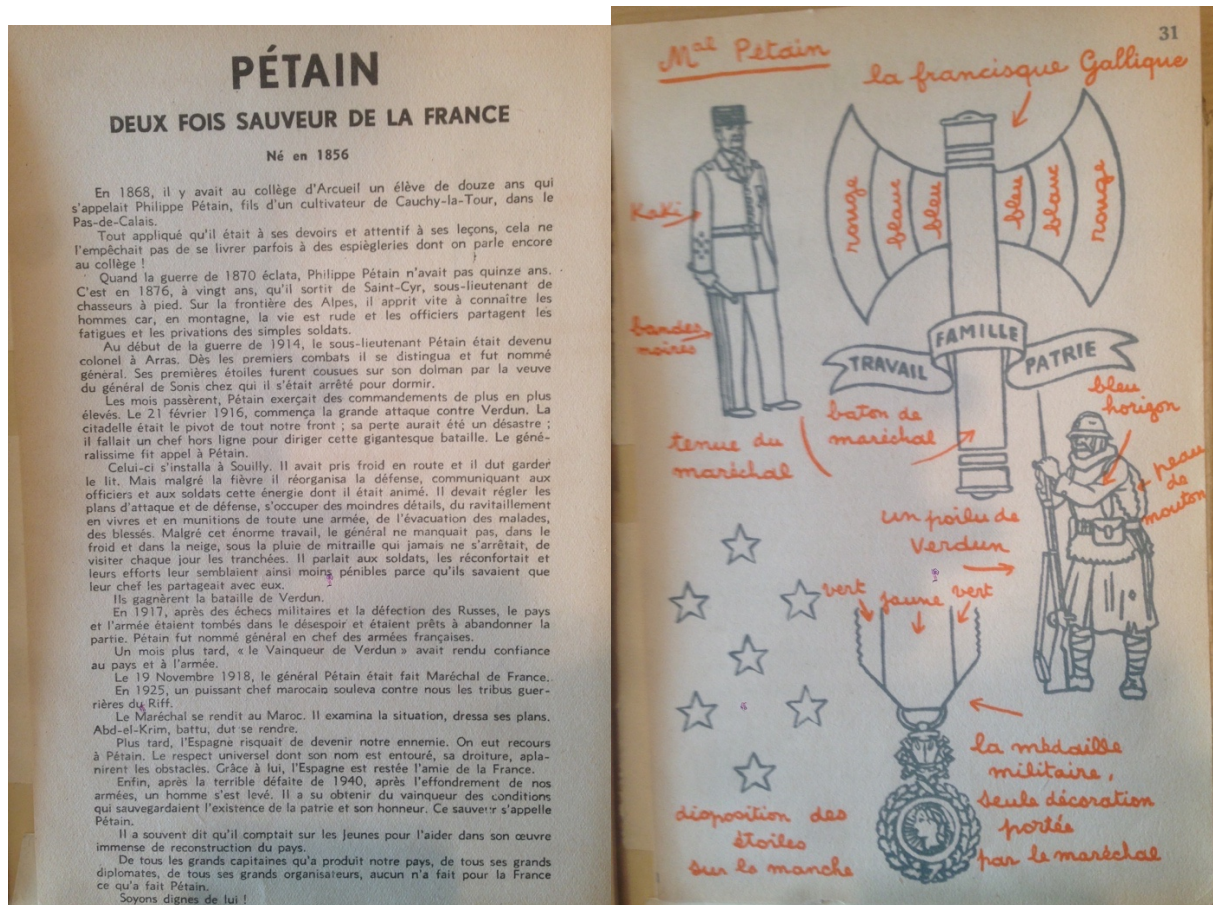 PÉTAIN
DEUX FOIS SAUVEUR DE LA FRANCE
Né en 1856
En 1868, il y avait au collège d'Arcueil un élève de douze ans qui
s'appelait Philippe Pétain, fils d'un cultivateur de Cauchy-la-Tour, dans le
Pas-de-Calais.
Tout appliqué qu'il était à ses devoirs et attentif à ses leçons, cela ne
l'empêchait pas de se livrer parfois à des espiègleries dont on parle encore
au collège !
Quand la guerre de 1870 éclata, Philippe Pétain n'avait pas quinze ans.
C'est en 1876, à vingt ans, qu'il sortit de Saint-Cyr, sous-lieutenant de
chasseurs à pied. Sur la frontière des Alpes, il apprit vite à connaître les
hommes car, en montagne, la vie est rude et les officiers partagent les
fatigues et les privations des simples soldats.
Au début de la guerre de 1914, le sous-lieutenant Pétain était devenu
colonel à Arras. Dès les premiers combats il se distingua et fut nommé
général. Ses premières étoiles furent cousues sur son dolman par la veuve
du général de Sonis chez qui il s'était arrêté pour dormir.
Les mois passèrent, Pétain exerçait des commandements de plus en plus
élevés. Le 21 février 1916, commença la grande attaque contre Verdun. La
citadelle était le pivot de tout notre front ; sa perte aurait été un désastre ;
il fallait un chef hors ligne pour diriger cette gigantesque bataille. Le géné-
ralissime fit appel à Pétain.
Celui-ci s'installa à Souilly. Il avait pris froid en route et il dut garder
le lit. Mais malgré la fièvre il réorganisa la défense, communiquant aux
officiers et aux soldats cette énergie dont il était animé. Il devait régler les
plans d'attaque et de défense, s'occuper des moindres détails, du ravitaillement
en vivres et en munitions de toute une armée, de l'évacuation des malades,
des blessés. Malgré cet énorme travail, le général ne manquait pas, dans le
froid et dans la neige, sous la pluie de mitraille qui jamais ne s'arrêtait, de
visiter chaque jour les tranchées. Il parlait aux soldats, les réconfortait et
leurs efforts leur semblaient ainsi moins pénibles parce qu'ils savaient que
leur chef les partageait avec eux.
Ils gagnèrent la bataille de Verdun.
En 1917, après des échecs militaires et la défection des Russes, le pays
et l'armée étaient tombés dans le désespoir et étaient prêts à abandonner la
partie. Pétain fut nommé général en chef des armées françaises.
Un mois plus tard, « le Vainqueur de Verdun » avait rendu confiance
au pays et à l'armée.
Le 19 Novembre 1918, le général Pétain était fait Maréchal de France.
En 1925, un puissant chef marocain souleva contre nous les tribus guer-
rières du Riff.
Le Maréchal se rendit au Maroc. Il examina la situation, dressa ses plans.
Abd-el-Krim, battu, dut se rendre.
Plus tard, l'Espagne risquait de devenir notre ennemie. On eut recours
à Pétain. Le respect universel dont son nom est entouré, sa droiture, apla-
nirent les obstacles. Grâce à lui, l'Espagne est restée l'amie de la France.
Enfin, après la terrible défaite de 1940, après l'effondrement de nos
armées, un homme s'est levé. Il a su obtenir du vainqueur des conditions
qui sauvegardaient l'existence de la patrie et son honneur. Ce sauveur s'appelle
Pétain.
Il a souvent dit qu'il comptait sur les jeunes pour l'aider dans son œuvre
immense de reconstruction du pays.
De tous les grands capitaines qu'a produit notre pays, de tous ses grands
diplomates, de tous ses grands organisateurs, aucun n'a fait pour la France
ce qu'a fait Pétain.
Soyons dignes de lui !
31
Mal Pétain
la francisque Gallique
rouge
blanc
bleu
bleu
blanc
rouge
Kaki
bandes
noires
TRAVAIL
FAMILLE
PATRIE
tenue du
maréchal
baton de
maréchal
bleu
horizon
peau
de
mouton
un poilu de
Verdun
vert
jaune
vert
disposition des
étoiles
sur la manche
la médaille
militaire,
seule décoration
portée
par le maréchal